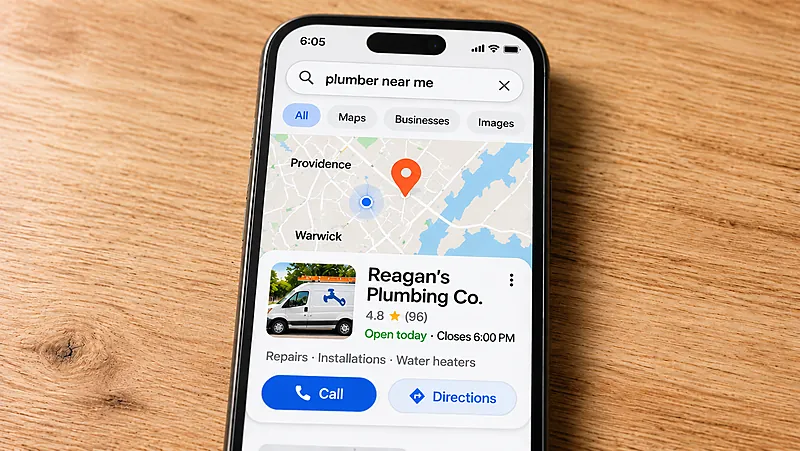 6:05
plumber near me
All
Maps
Businesses
Images
Providence
Warwick
Reagan's
Plumbing Co.
4.8 ★ (96)
Open today · Closes 6:00 PM
Repairs · Installations · Water heaters
Call
Directions